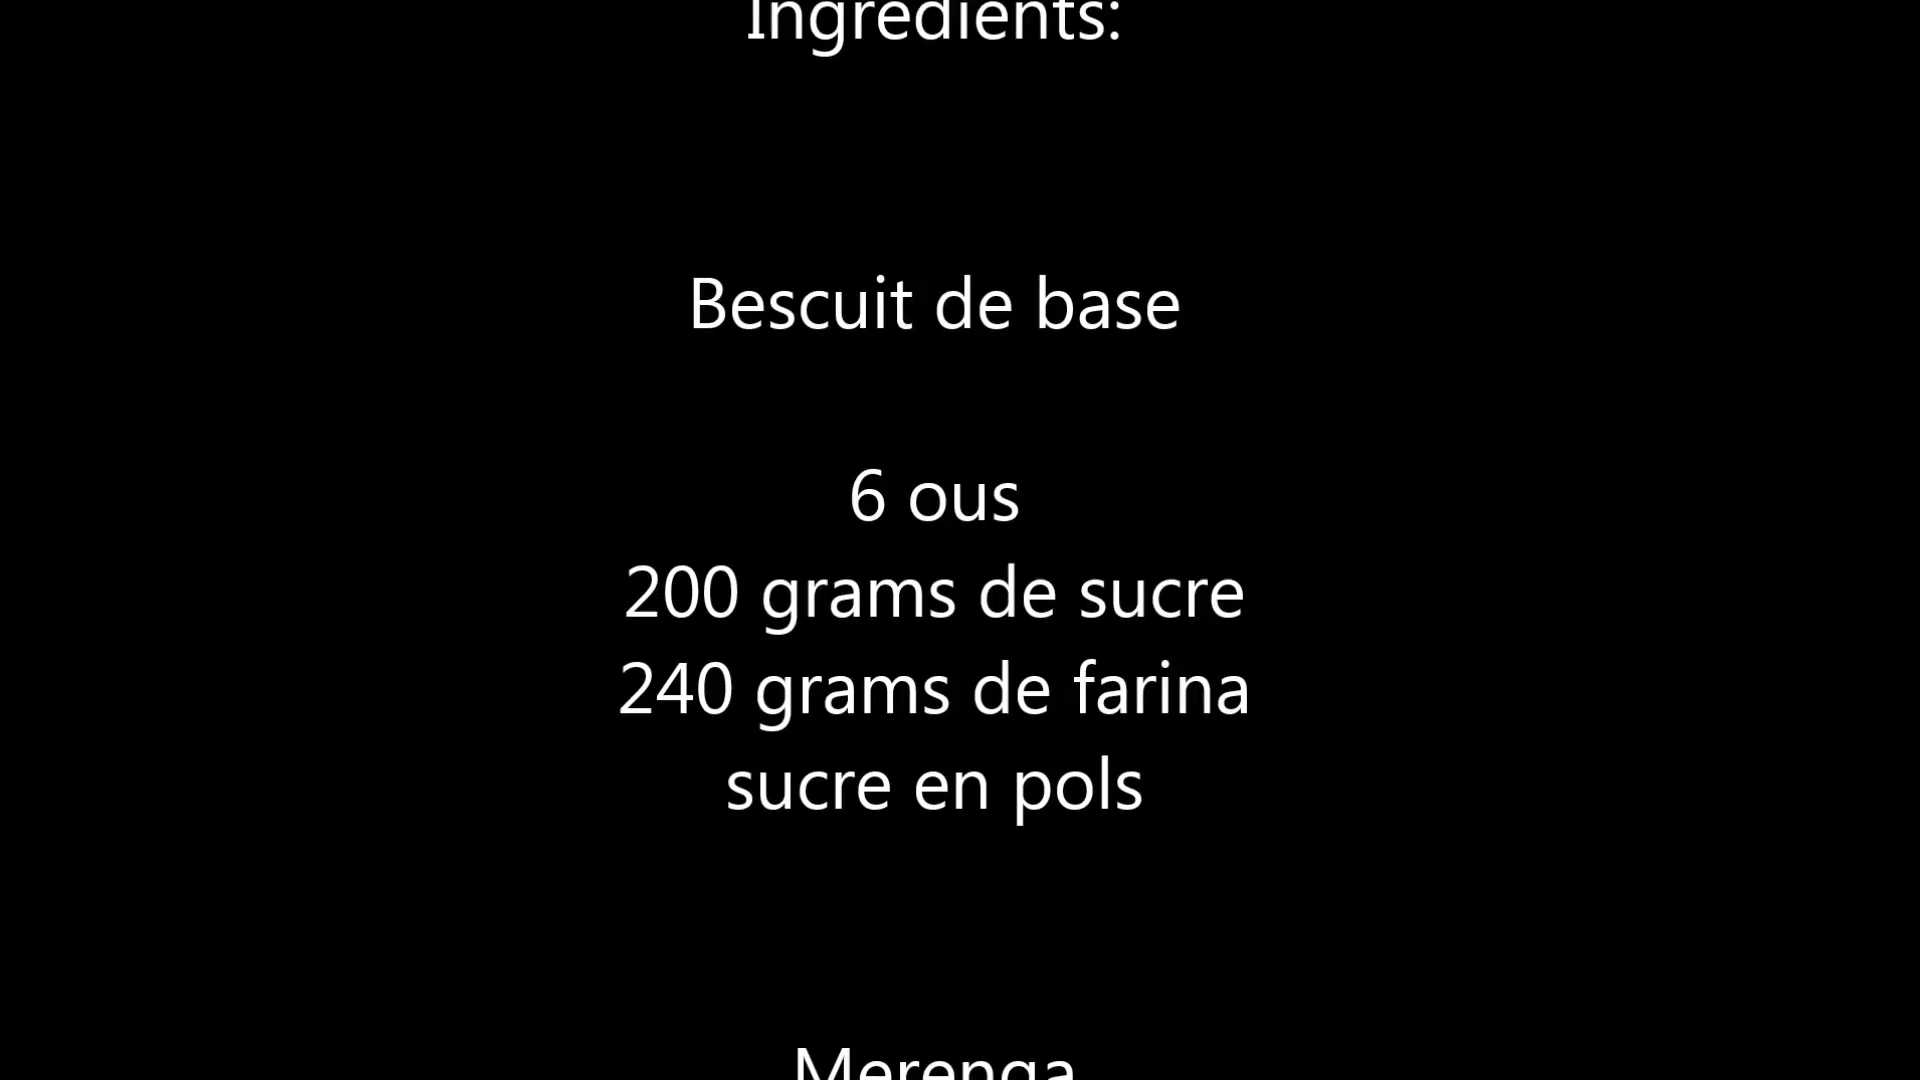 Ingredients:
Bescuit de base
6 ous
200 grams de sucre
240 grams de farina
sucre en pols
Merenga